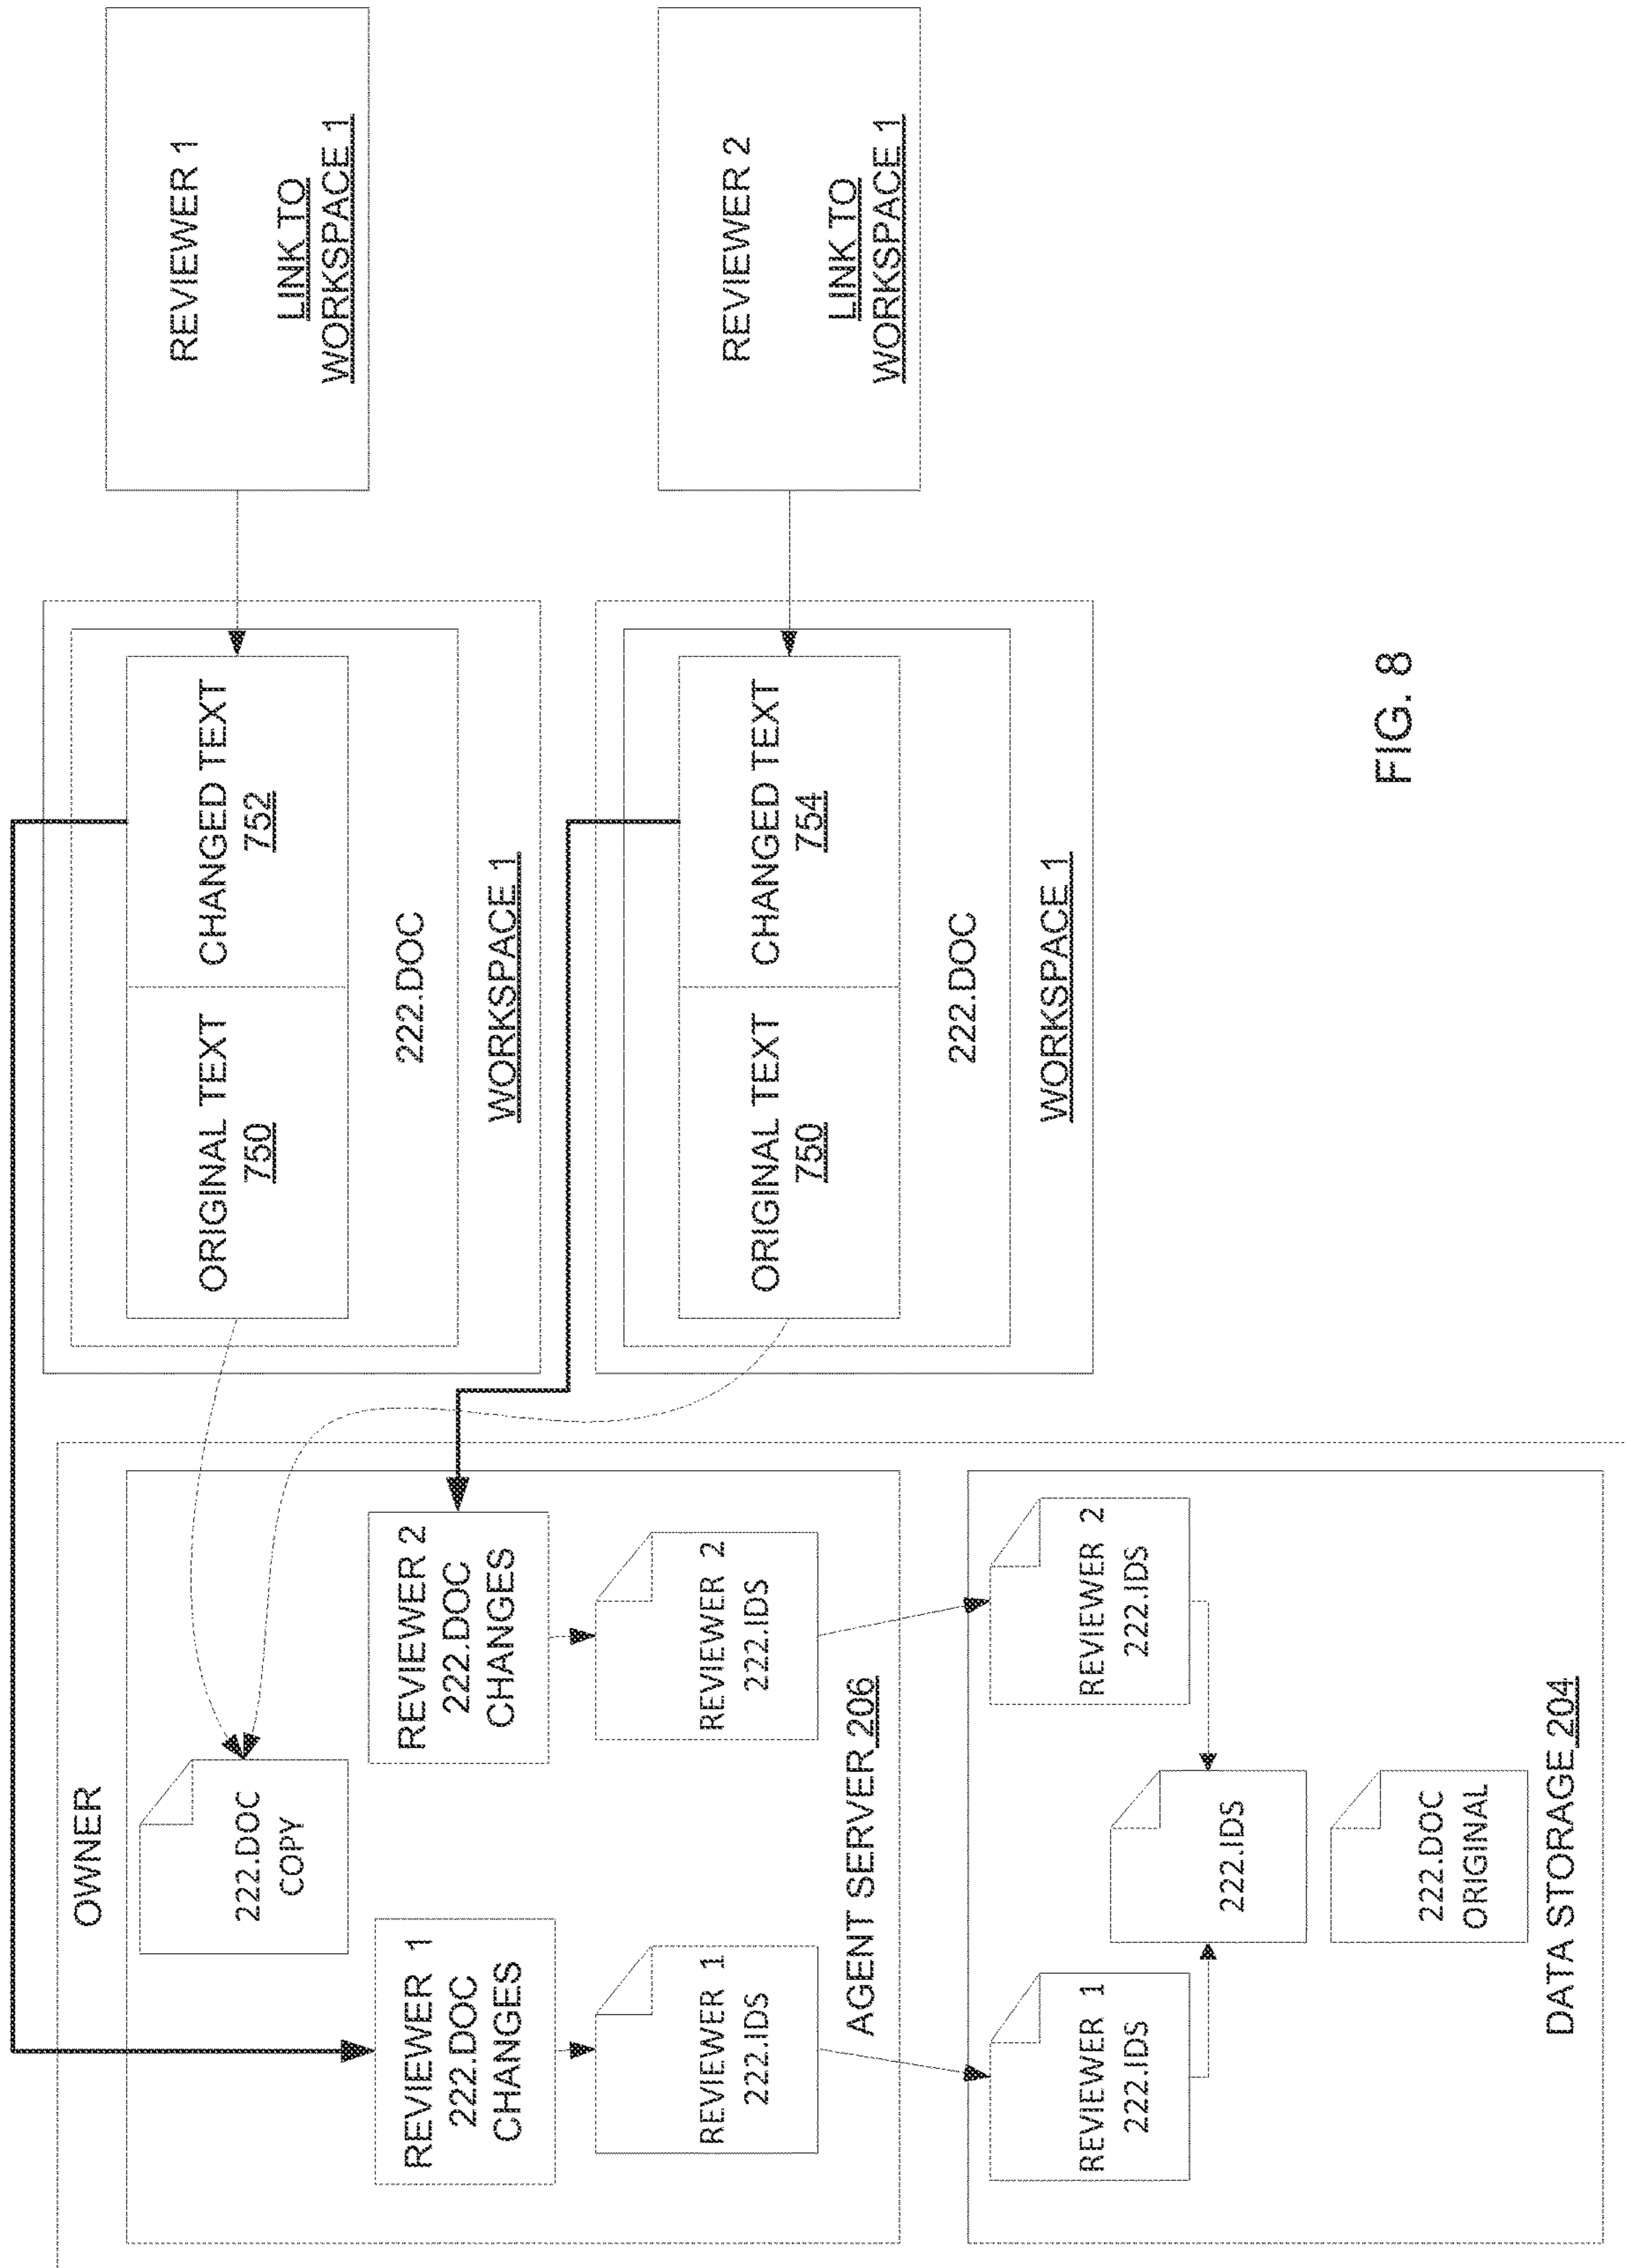 OWNER
222.DOC
COPY
REVIEWER 1
222.DOC
CHANGES
REVIEWER 2
222.DOC
CHANGES
REVIEWER 1
222.IDS
REVIEWER 2
222.IDS
AGENT SERVER 206
REVIEWER 1
222.IDS
REVIEWER 2
222.IDS
222.IDS
222.DOC
ORIGINAL
DATA STORAGE 204
ORIGINAL TEXT
750
CHANGED TEXT
752
222.DOC
WORKSPACE 1
ORIGINAL TEXT
750
CHANGED TEXT
754
222.DOC
WORKSPACE 1
REVIEWER 1
LINK TO
WORKSPACE 1
REVIEWER 2
LINK TO
WORKSPACE 1
FIG. 8